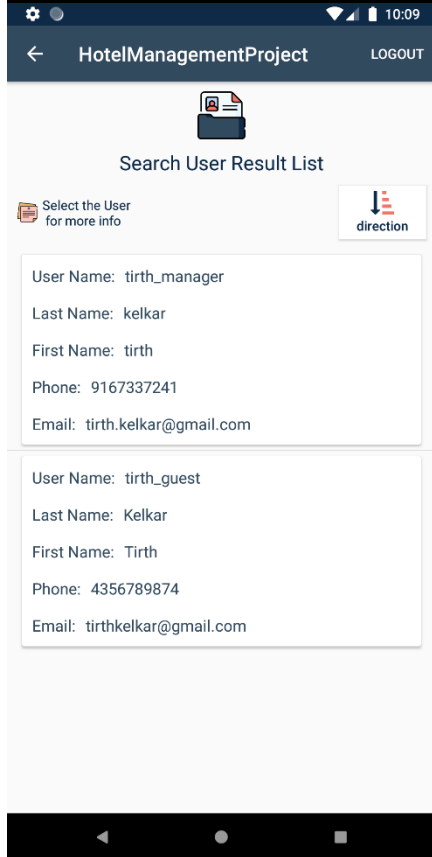 10:09
HotelManagementProject LOGOUT
Search User Result List
Select the User
for more info
direction
User Name: tirth_manager
Last Name: kelkar
First Name: tirth
Phone: 9167337241
Email: tirth.kelkar@gmail.com
User Name: tirth_guest
Last Name: Kelkar
First Name: Tirth
Phone: 4356789874
Email: tirthkelkar@gmail.com